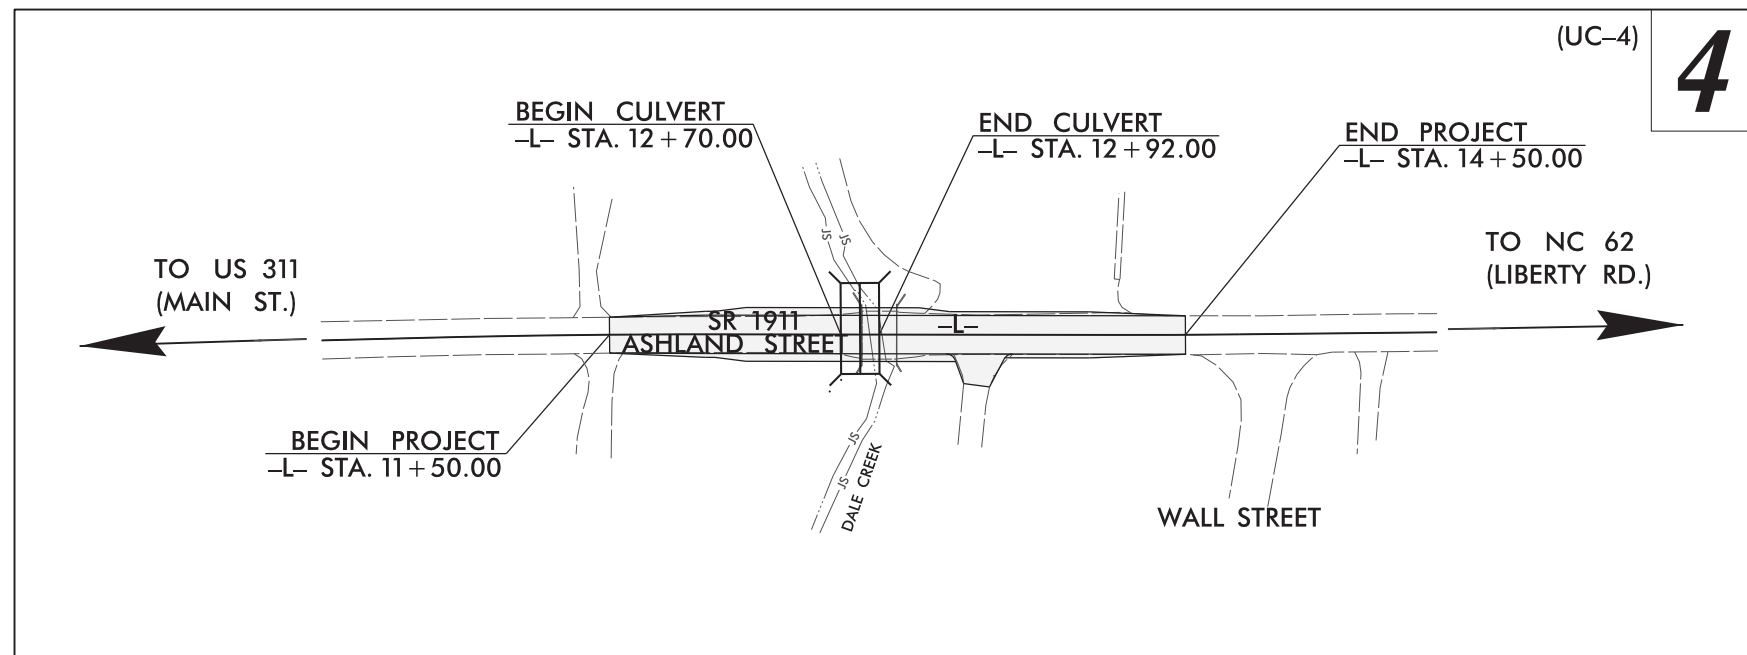 (UC–4)
4
BEGIN CULVERT
–L– STA. 12+70.00
END CULVERT
–L– STA. 12+92.00
END PROJECT
–L– STA. 14+50.00
TO US 311
(MAIN ST.)
TO NC 62
(LIBERTY RD.)
JS
JS
SR 1911
–L–
ASHLAND STREET
BEGIN PROJECT
–L– STA. 11+50.00
JS
JS
DALE CREEK
WALL STREET